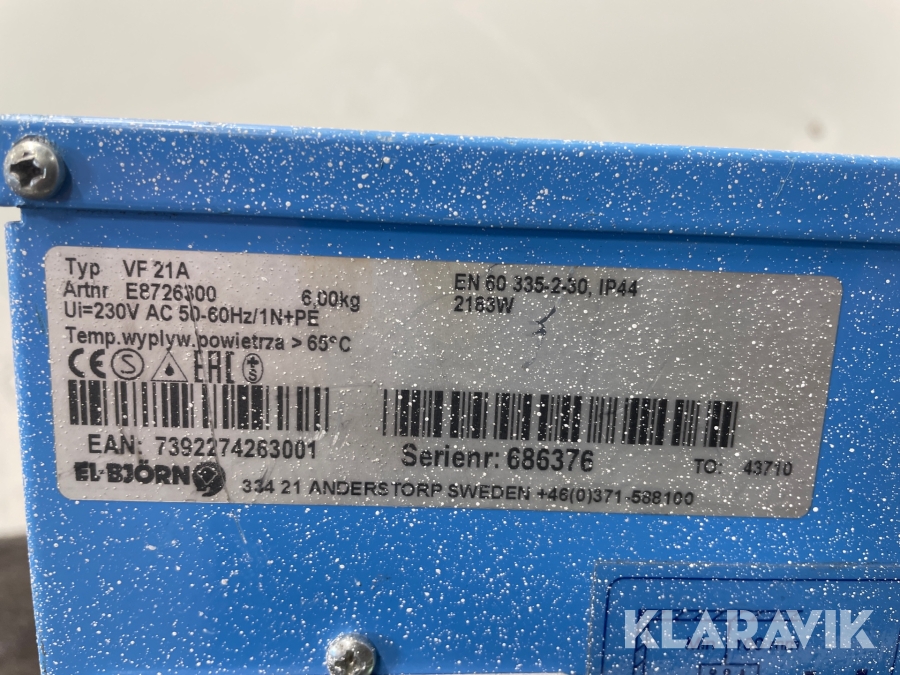 Typ VF 21A
Artnr E8726300 6,00kg
Ui=230V AC 50-60Hz/1N+PE
Temp.wyplyw.powietrza > 65°C
EN 60 335-2-30, IP44
2183W
CE S EAC S
EAN: 7392274263001
Serienr: 686376
TO: 43710
EL-BJÖRN
334 21 ANDERSTORP SWEDEN +46(0)371-588100
KLARAVIK